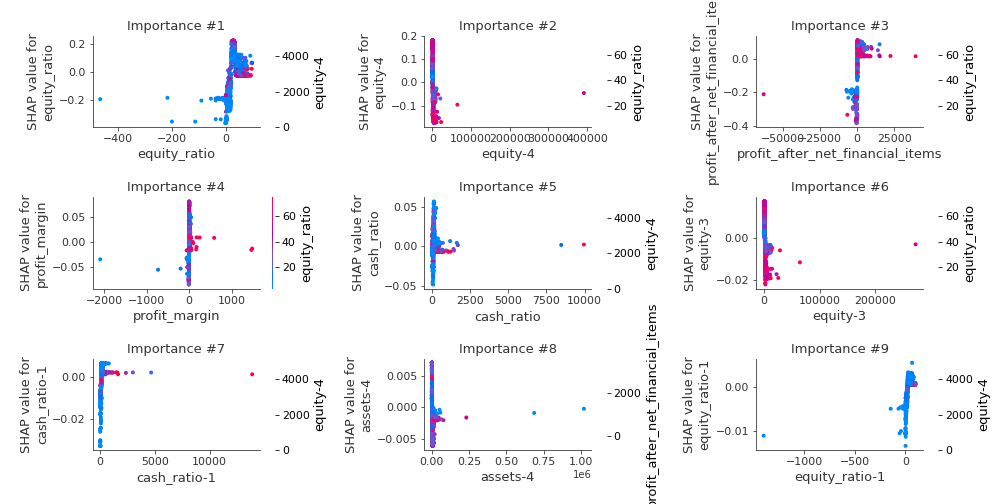 Importance #1
SHAP value for
equity_ratio
0.2
0.0
−0.2
−400
−200
0
equity_ratio
4000
2000
0
equity-4
Importance #2
SHAP value for
equity-4
0.2
0.1
0.0
−0.1
0
100000
200000
300000
400000
equity-4
60
40
20
equity_ratio
Importance #3
SHAP value for
profit_after_net_financial_ite
0.0
−0.2
−0.4
−50000
−25000
0
25000
profit_after_net_financial_items
60
40
20
equity_ratio
Importance #4
SHAP value for
profit_margin
0.05
0.00
−0.05
−2000
−1000
0
1000
profit_margin
60
40
20
equity_ratio
Importance #5
SHAP value for
cash_ratio
0.05
0.00
−0.05
0
2500
5000
7500
10000
cash_ratio
4000
2000
0
equity-4
Importance #6
SHAP value for
equity-3
0.00
−0.02
0
100000
200000
equity-3
60
40
20
equity_ratio
Importance #7
SHAP value for
cash_ratio-1
0.00
−0.02
0
5000
10000
cash_ratio-1
4000
2000
0
equity-4
Importance #8
SHAP value for
assets-4
0.005
0.000
−0.005
0.00
0.25
0.50
0.75
1.00
1e6
assets-4
2000
0
profit_after_net_financial_items
Importance #9
SHAP value for
equity_ratio-1
0.00
−0.01
−1000
−500
0
equity_ratio-1
4000
2000
0
equity-4